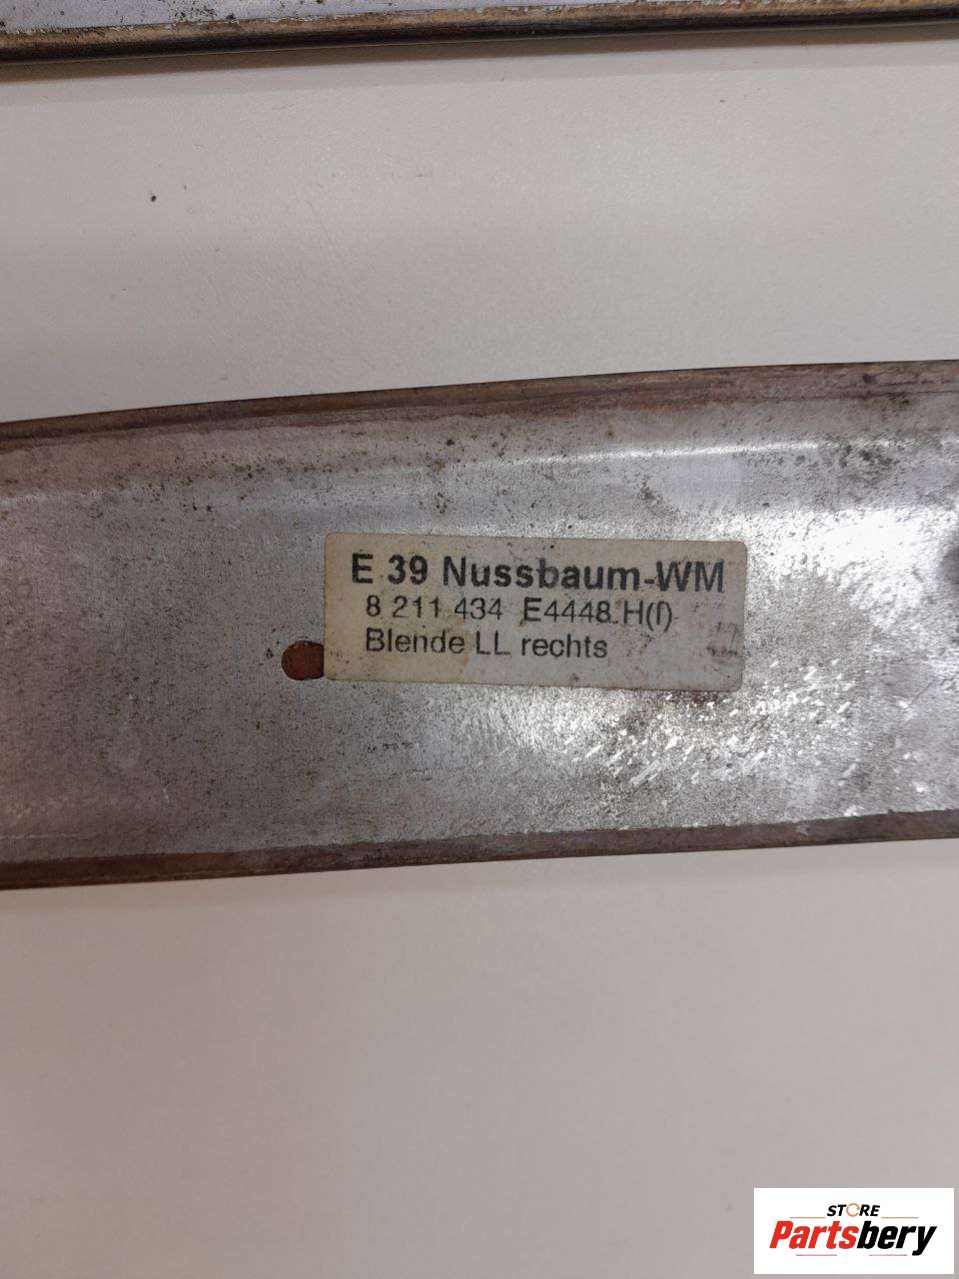 E 39 Nussbaum-WM
8 211 434 E4448 H(f)
Blende LL rechts
STORE
Partsbery